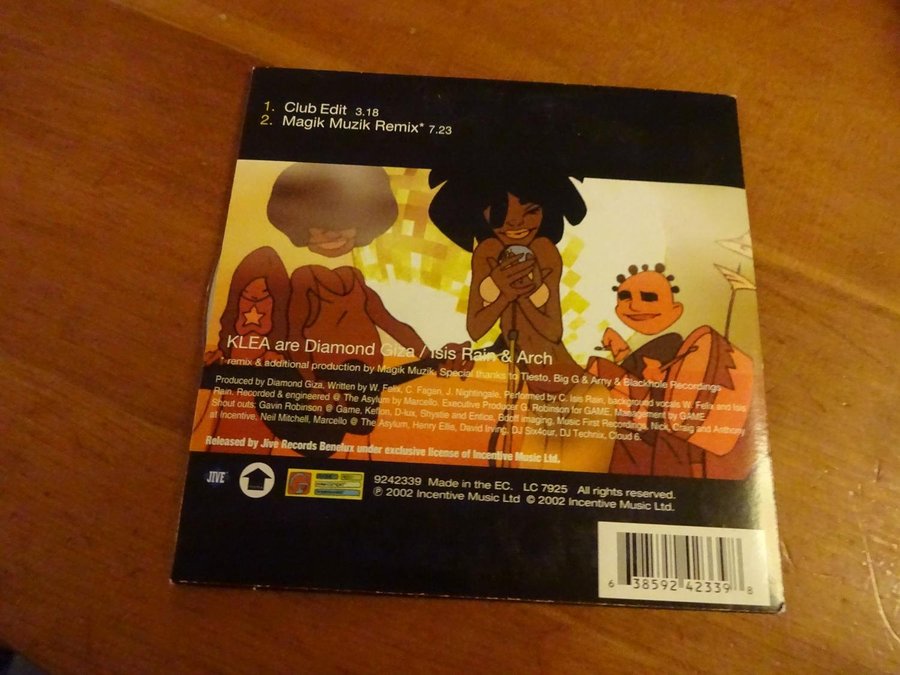 1. Club Edit 3.18
2. Magik Muzik Remix* 7.23
KLEA are Diamond Giza / Isis Rain & Arch
* remix & additional production by Magik Muzik. Special thanks to Tiesto, Big G & Arny & Blackhole Recordings
Produced by Diamond Giza. Written by W. Felix, C. Fagan, J. Nightingale. Performed by C. Isis Rain, background vocals W. Felix and Isis
Rain. Recorded & engineered @ The Asylum by Marcello. Executive Producer G. Robinson for GAME. Management by GAME
Shout outs: Gavin Robinson @ Game, Keflon, D-lux, Shystie and Entice, Scott imaging, Music First Recordings, Nick, Craig and Anthony
at Incentive, Neil Mitchell, Marcello @ The Asylum, Henry Ellie, David Irving, DJ Six4our, DJ Technix, Cloud 6.
Released by Jive Records Benelux under exclusive license of Incentive Music Ltd.
JIVE
9242339 Made in the EC. LC 7925 All rights reserved.
℗ 2002 Incentive Music Ltd © 2002 Incentive Music Ltd.
6 38592 42339 8